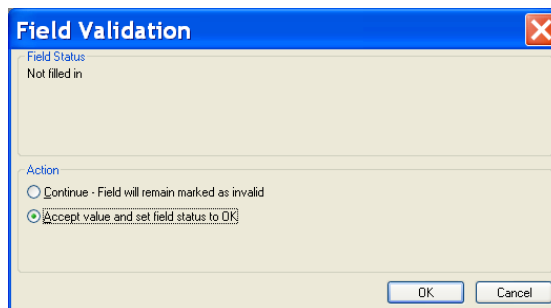 Field Validation
Field Status
Not filled in
Action
Continue - Field will remain marked as invalid
Accept value and set field status to OK
OK
Cancel